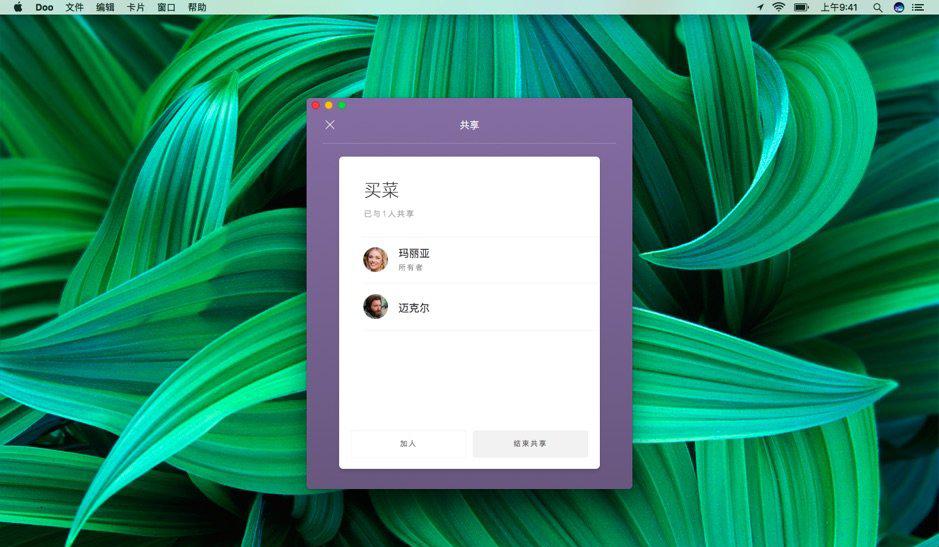 Doo 文件 编辑 卡片 窗口 帮助 上午9:41
共享
买菜
已与1人共享
玛丽亚
所有者
迈克尔
加人 结束共享